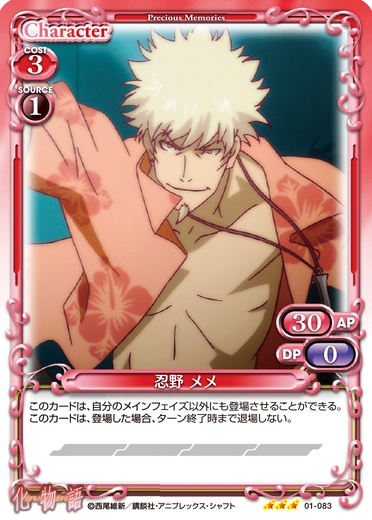 Precious Memories
Character
COST
3
SOURCE
1
30 AP
DP 0
忍野 メメ
このカードは、自分のメインフェイズ以外にも登場させることができる。
このカードは、登場した場合、ターン終了時まで退場しない。
化物語
©西尾維新／講談社・アニプレックス・シャフト
01-083